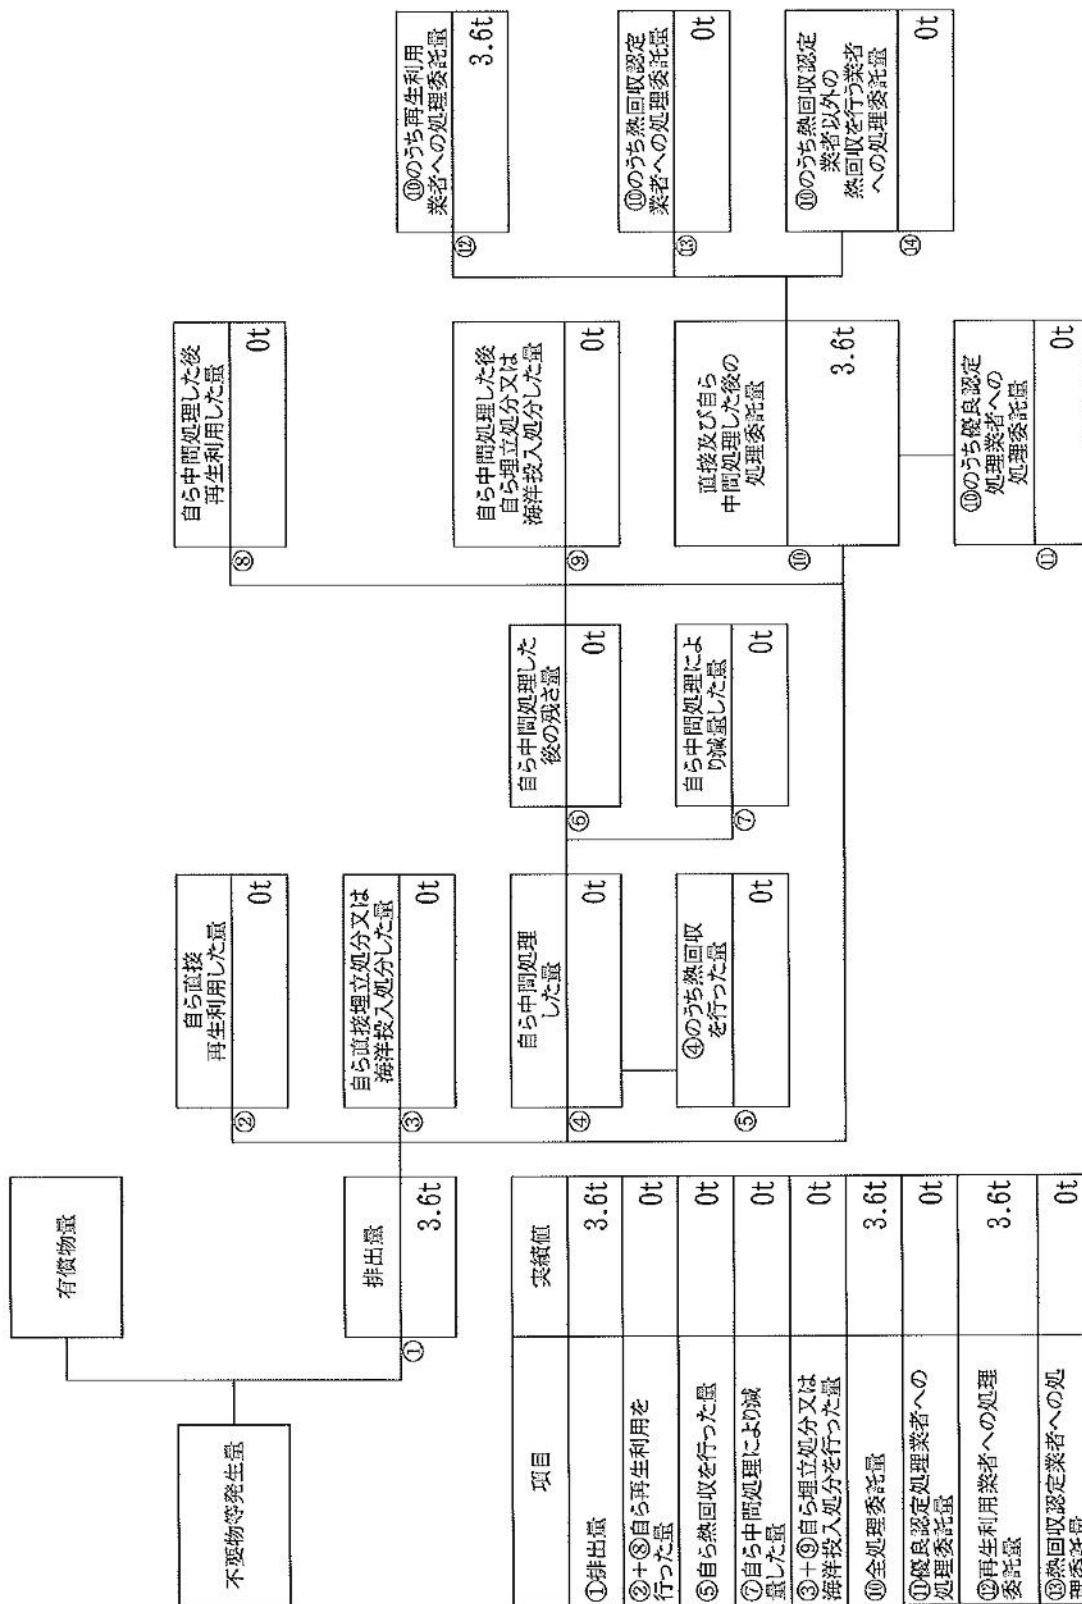 不要物等発生量
有償物量
排出量
①
3.6t
自ら直接
再生利用した量
②
0t
自ら直接埋立処分又は
海洋投入処分した量
③
0t
自ら中間処理
した量
④
0t
④のうち熱回収
を行った量
⑤
0t
自ら中間処理した
後の残さ量
⑥
0t
自ら中間処理によ
り減量した量
⑦
0t
自ら中間処理した後
再生利用した量
⑧
0t
自ら中間処理した後
自ら埋立処分又は
海洋投入処分した量
⑨
0t
直接及び自ら
中間処理した後の
処理委託量
⑩
3.6t
⑩のうち優良認定
処理業者への
処理委託量
⑪
0t
⑩のうち再生利用
業者への処理委託量
⑫
3.6t
⑩のうち熱回収認定
業者への処理委託量
⑬
0t
⑩のうち熱回収認定
業者以外の
熱回収を行う業者
への処理委託量
⑭
0t
項目 実績値
①排出量 3.6t
②+⑧自ら再生利用を
行った量 0t
⑤自ら熱回収を行った量 0t
⑦自ら中間処理により減
量した量 0t
③+⑨自ら埋立処分又は
海洋投入処分を行った量 0t
⑩全処理委託量 3.6t
⑪優良認定処理業者への
処理委託量 0t
⑫再生利用業者への処理
委託量 3.6t
⑬熱回収認定業者への処
理委託量 0t